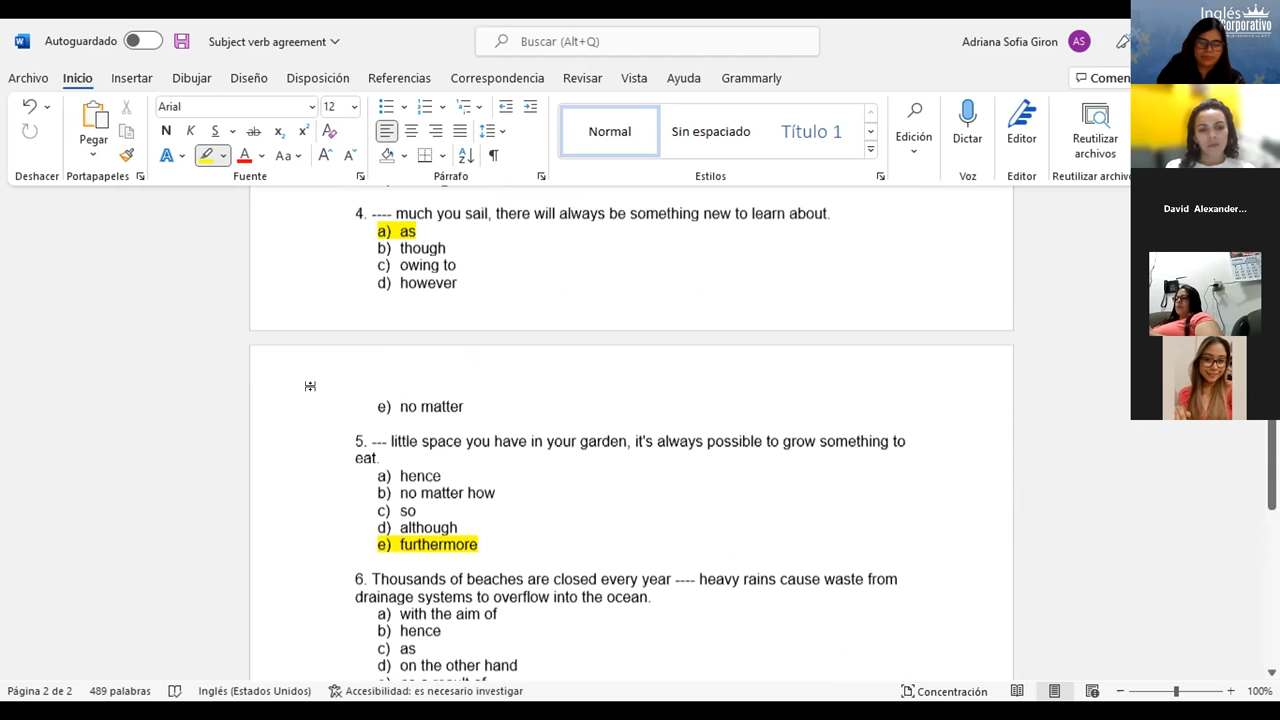 Autoguardado
Subject verb agreement
Buscar (Alt+Q)
Adriana Sofia Giron
AS
Inglés
Corporativo
Archivo
Inicio
Insertar
Dibujar
Diseño
Disposición
Referencias
Correspondencia
Revisar
Vista
Ayuda
Grammarly
Comen
Pegar
Arial
12
N K S ab x₂ x²
Aa
Normal
Sin espaciado
Título 1
Edición
Dictar
Editor
Reutilizar
archivos
Deshacer
Portapapeles
Fuente
Párrafo
Estilos
Voz
Editor
Reutilizar archivos
David Alexander...
4. ---- much you sail, there will always be something new to learn about.
a) as
b) though
c) owing to
d) however
e) no matter
5. --- little space you have in your garden, it's always possible to grow something to
eat.
a) hence
b) no matter how
c) so
d) although
e) furthermore
6. Thousands of beaches are closed every year ---- heavy rains cause waste from
drainage systems to overflow into the ocean.
a) with the aim of
b) hence
c) as
d) on the other hand
Página 2 de 2
489 palabras
Inglés (Estados Unidos)
Accesibilidad: es necesario investigar
Concentración
100%